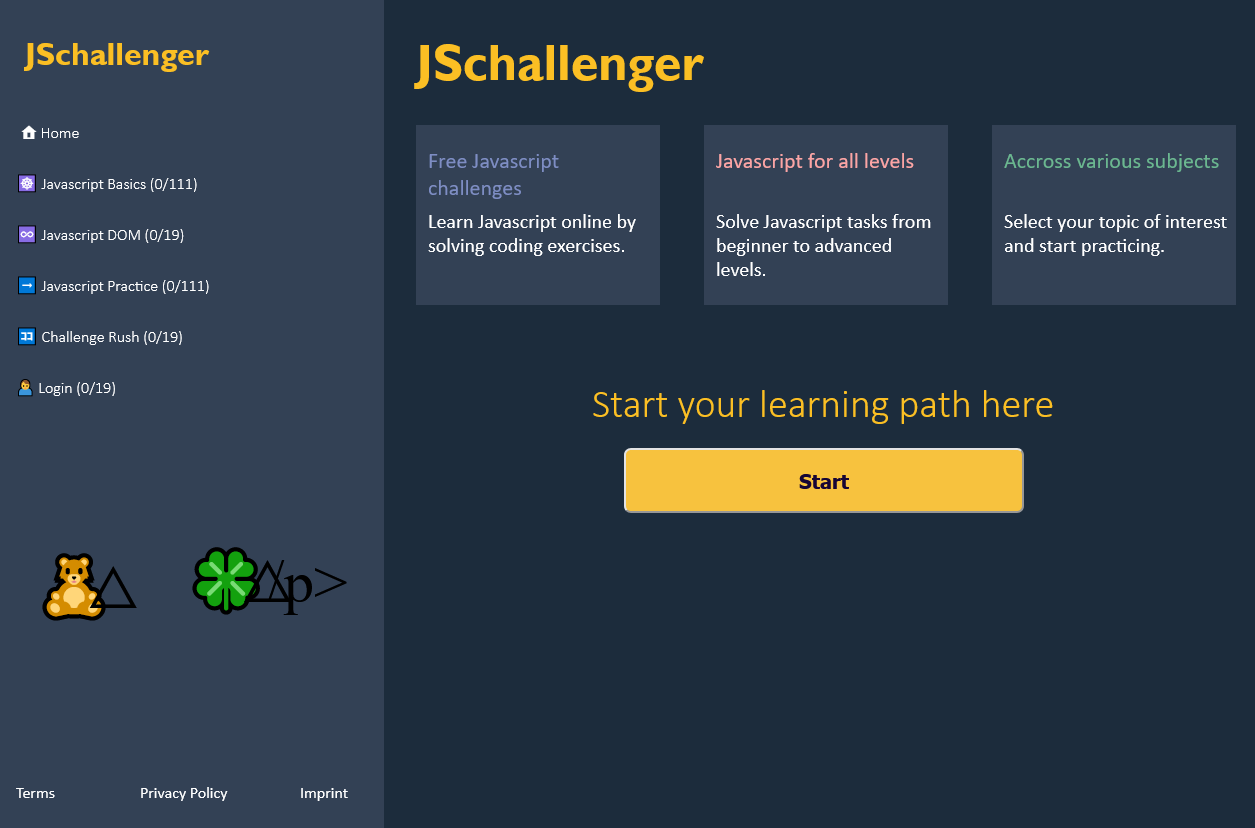 JSchallenger
Home
Javascript Basics (0/111)
Javascript DOM (0/19)
Javascript Practice (0/111)
Challenge Rush (0/19)
Login (0/19)
/p>
Terms
Privacy Policy
Imprint
JSchallenger
Free Javascript
challenges
Learn Javascript online by
solving coding exercises.
Javascript for all levels
Solve Javascript tasks from
beginner to advanced
levels.
Accross various subjects
Select your topic of interest
and start practicing.
Start your learning path here
Start